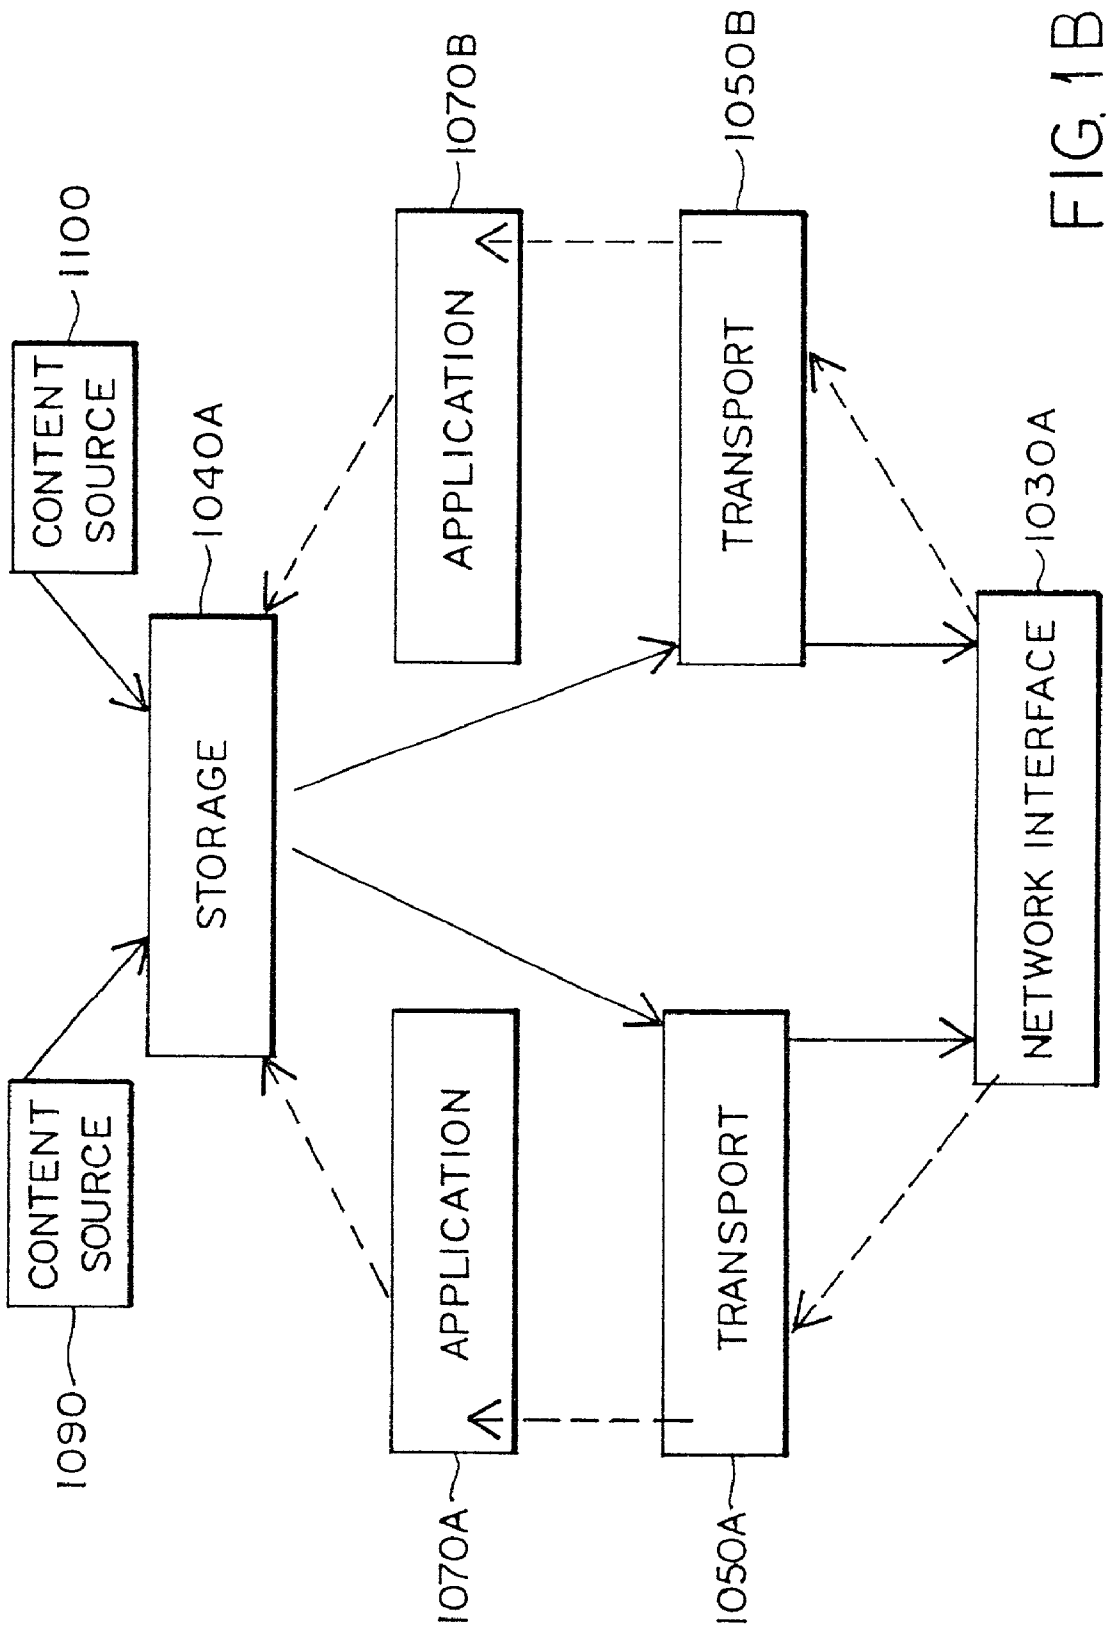 1090
CONTENT
SOURCE
CONTENT
SOURCE
1100
STORAGE
1040A
1070A
APPLICATION
APPLICATION
1070B
1050A
TRANSPORT
TRANSPORT
1050B
NETWORK INTERFACE
1030A
FIG. 1B